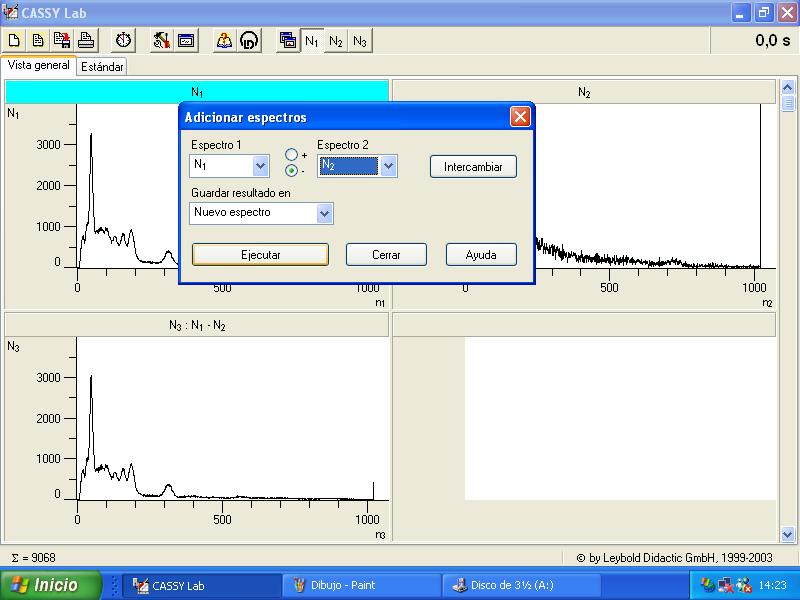 CASSY Lab
N1 N2 N3
0,0 s
Vista general
Estándar
N1
N2
N1
3000
2000
1000
0
0
500
1000
n1
Adicionar espectros
Espectro 1
Espectro 2
N1
+
-
N2
Intercambiar
Guardar resultado en
Nuevo espectro
Ejecutar
Cerrar
Ayuda
0
500
1000
n2
N3 : N1 - N2
N3
3000
2000
1000
0
0
500
1000
n3
Σ = 9068
© by Leybold Didactic GmbH, 1999-2003
Inicio
CASSY Lab
Dibujo - Paint
Disco de 3½ (A:)
14:23